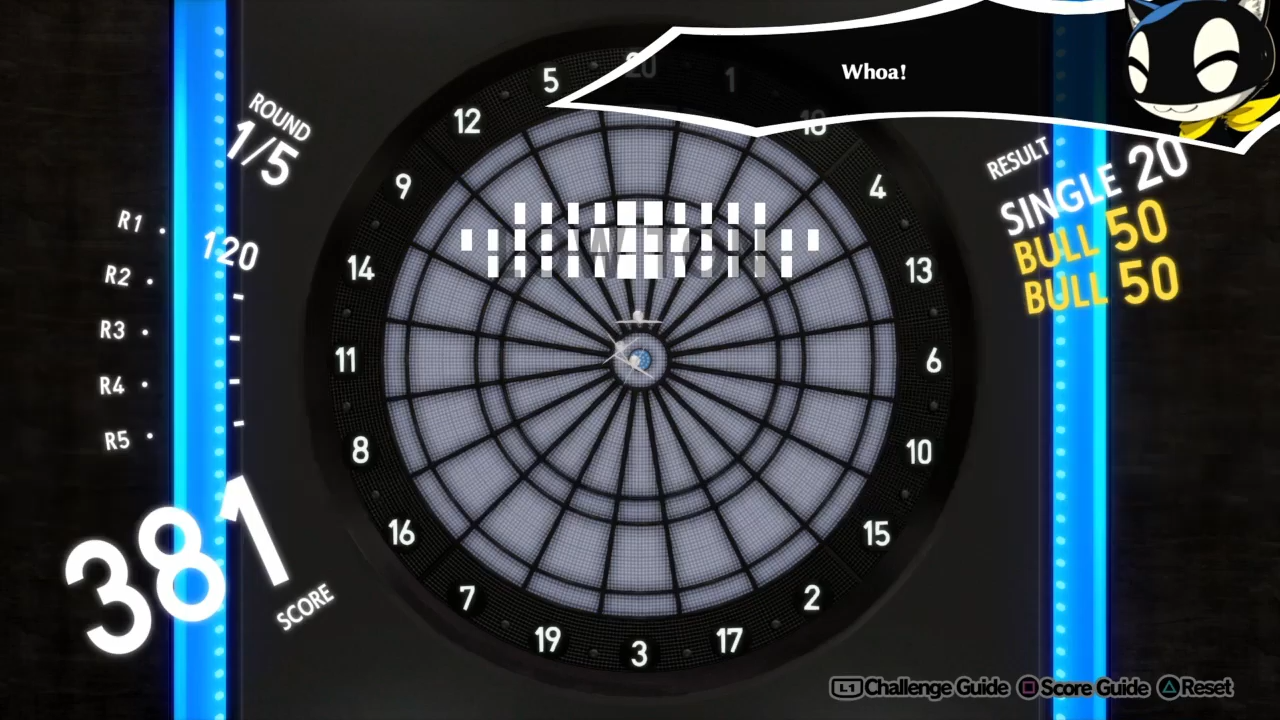 Whoa!
ROUND
1/5
R1 120
R2 -
R3 -
R4 -
R5 -
381
SCORE
RESULT
SINGLE 20
BULL 50
BULL 50
20
1
18
4
13
6
10
15
2
17
3
19
7
16
8
11
14
9
12
5
L1 Challenge Guide Score Guide Reset